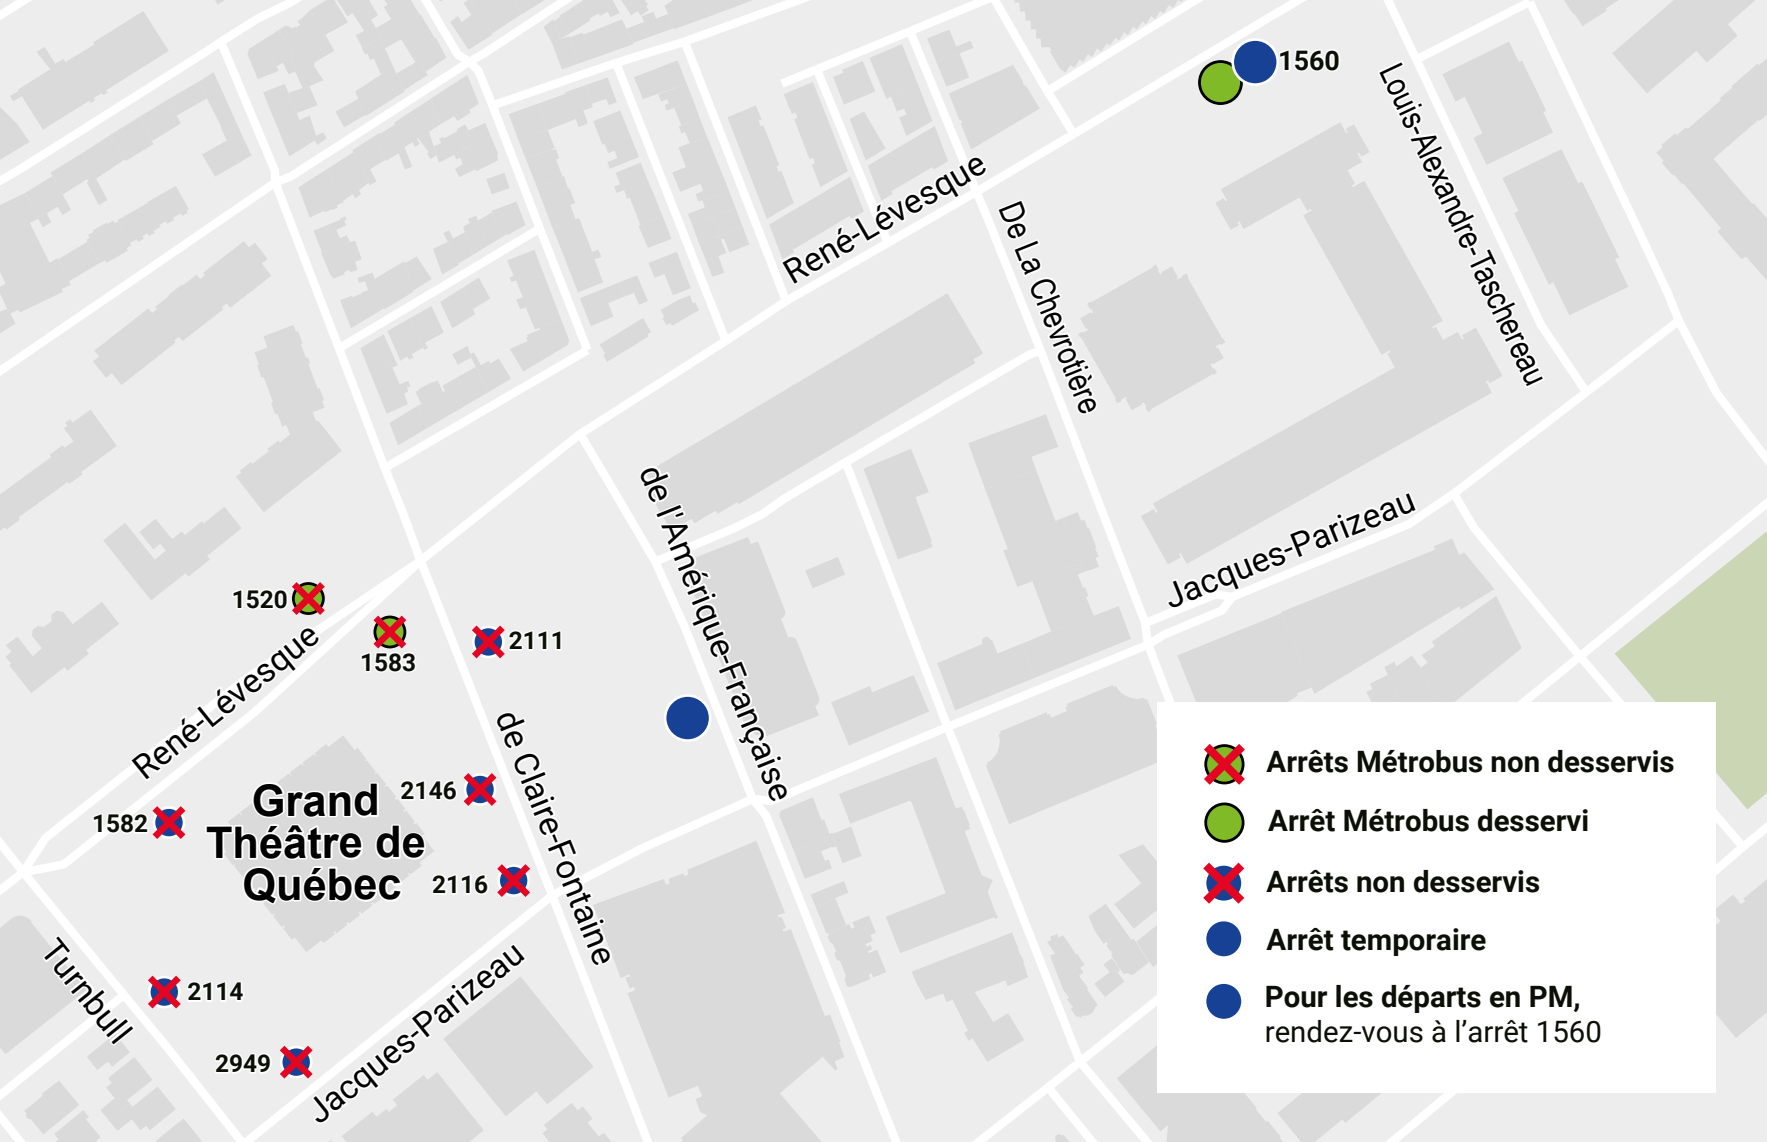 1560
Louis-Alexandre-Taschereau
René-Lévesque
De La Chevrotière
de l'Amérique-Française
Jacques-Parizeau
1520
1583
2111
René-Lévesque
de Claire-Fontaine
2146
1582
Grand
Théâtre de
Québec
2116
Turnbull
2114
2949
Jacques-Parizeau
Arrêts Métrobus non desservis
Arrêt Métrobus desservi
Arrêts non desservis
Arrêt temporaire
Pour les départs en PM,
rendez-vous à l’arrêt 1560